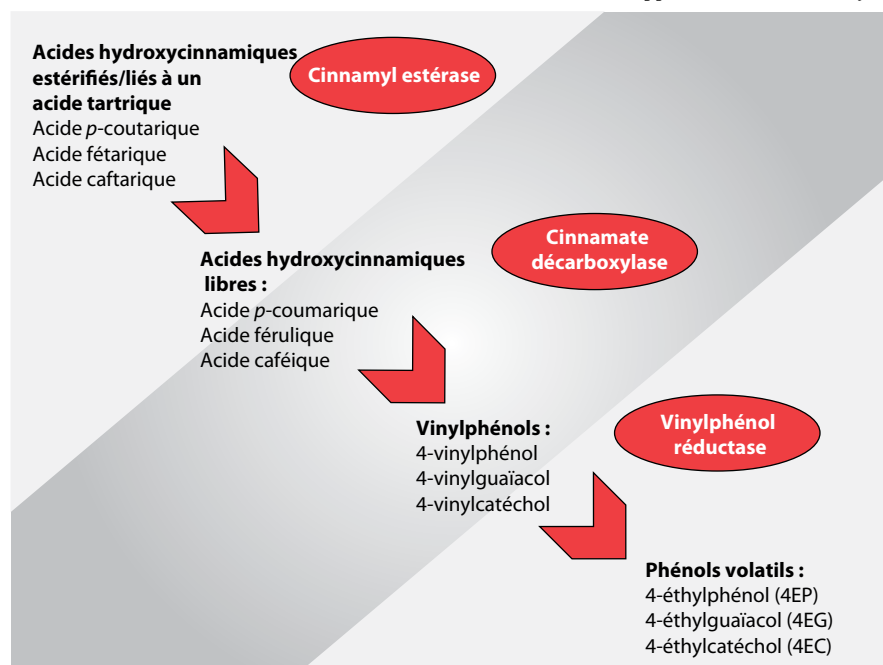 Acides hydroxycinnamiques
estérifiés/liés à un
acide tartrique
Acide p-coutarique
Acide fétarique
Acide caftarique
Cinnamyl estérase
Acides hydroxycinnamiques
libres :
Acide p-coumarique
Acide férulique
Acide caféique
Cinnamate
décarboxylase
Vinylphénols :
4-vinylphénol
4-vinylguaïacol
4-vinylcatéchol
Vinylphénol
réductase
Phénols volatils :
4-éthylphénol (4EP)
4-éthylguaïacol (4EG)
4-éthylcatéchol (4EC)